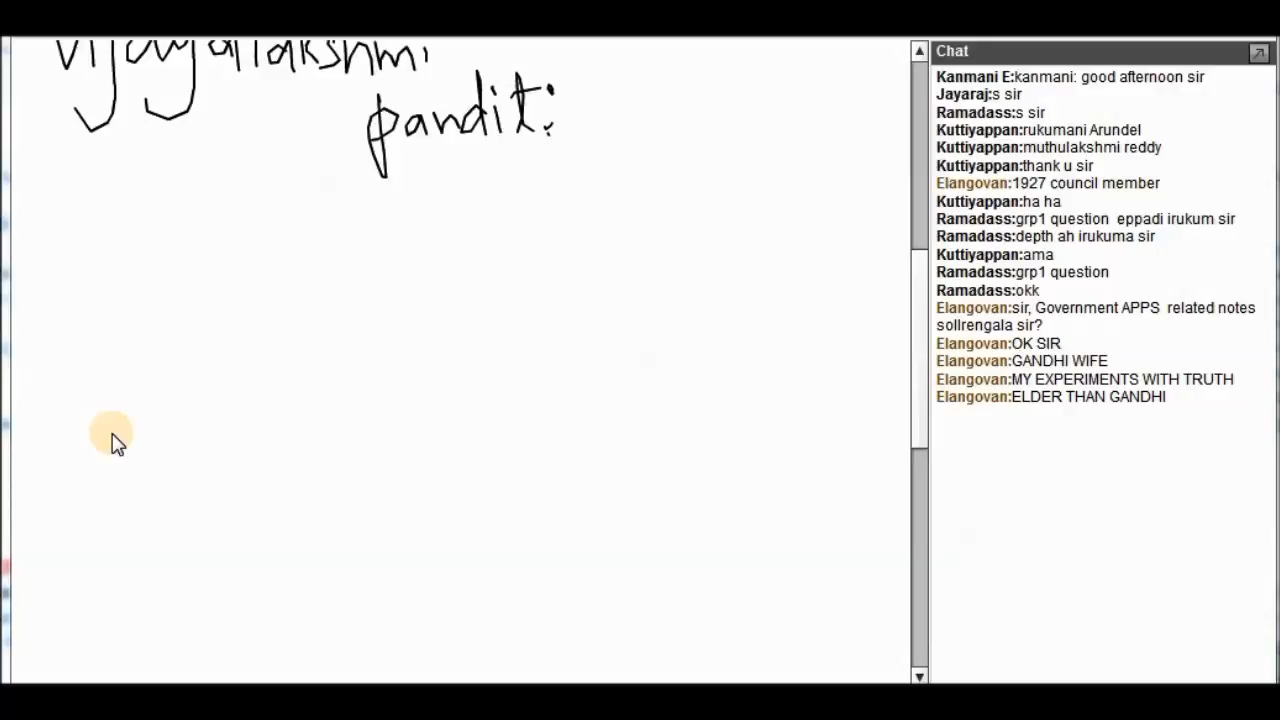 vijayallakshmi
pandit:
Chat
Kanmani E:kanmani: good afternoon sir
Jayaraj:s sir
Ramadass:s sir
Kuttiyappan:rukumani Arundel
Kuttiyappan:muthulakshmi reddy
Kuttiyappan:thank u sir
Elangovan:1927 council member
Kuttiyappan:ha ha
Ramadass:grp1 question eppadi irukum sir
Ramadass:depth ah irukuma sir
Kuttiyappan:ama
Ramadass:grp1 question
Ramadass:okk
Elangovan:sir, Government APPS related notes
sollrengala sir?
Elangovan:OK SIR
Elangovan:GANDHI WIFE
Elangovan:MY EXPERIMENTS WITH TRUTH
Elangovan:ELDER THAN GANDHI